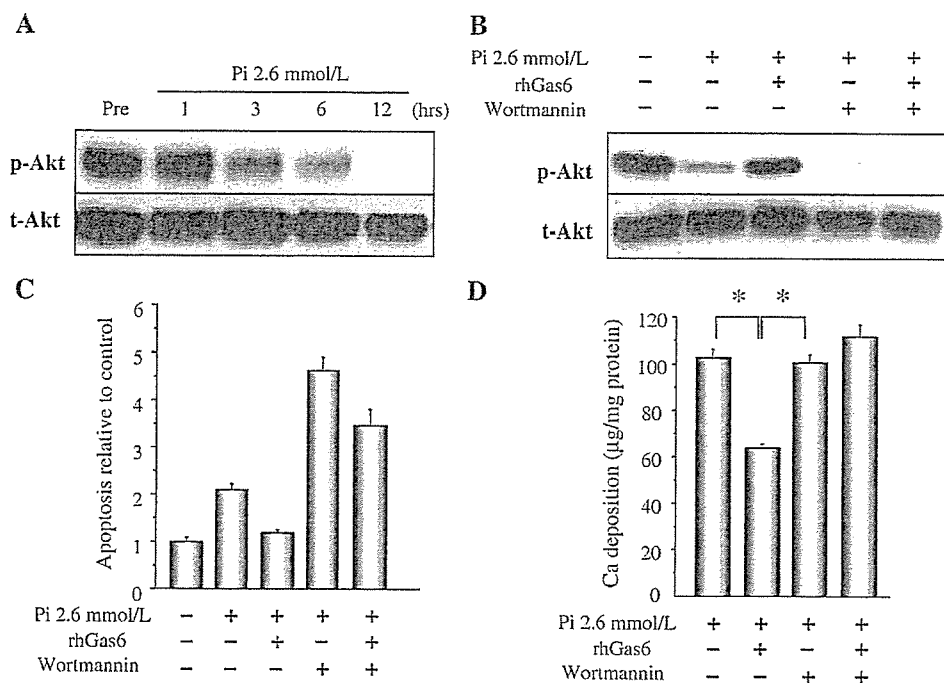 A
Pi 2.6 mmol/L
Pre 1 3 6 12 (hrs)
p-Akt
t-Akt
B
Pi 2.6 mmol/L − + + + +
rhGas6 − − + − +
Wortmannin − − − + +
p-Akt
t-Akt
C
Apoptosis relative to control
6
5
4
3
2
1
0
Pi 2.6 mmol/L − + + + +
rhGas6 − − + − +
Wortmannin − − − + +
D
* *
Ca deposition (µg/mg protein)
120
100
80
60
40
20
0
Pi 2.6 mmol/L + + + +
rhGas6 − + − +
Wortmannin − − + +